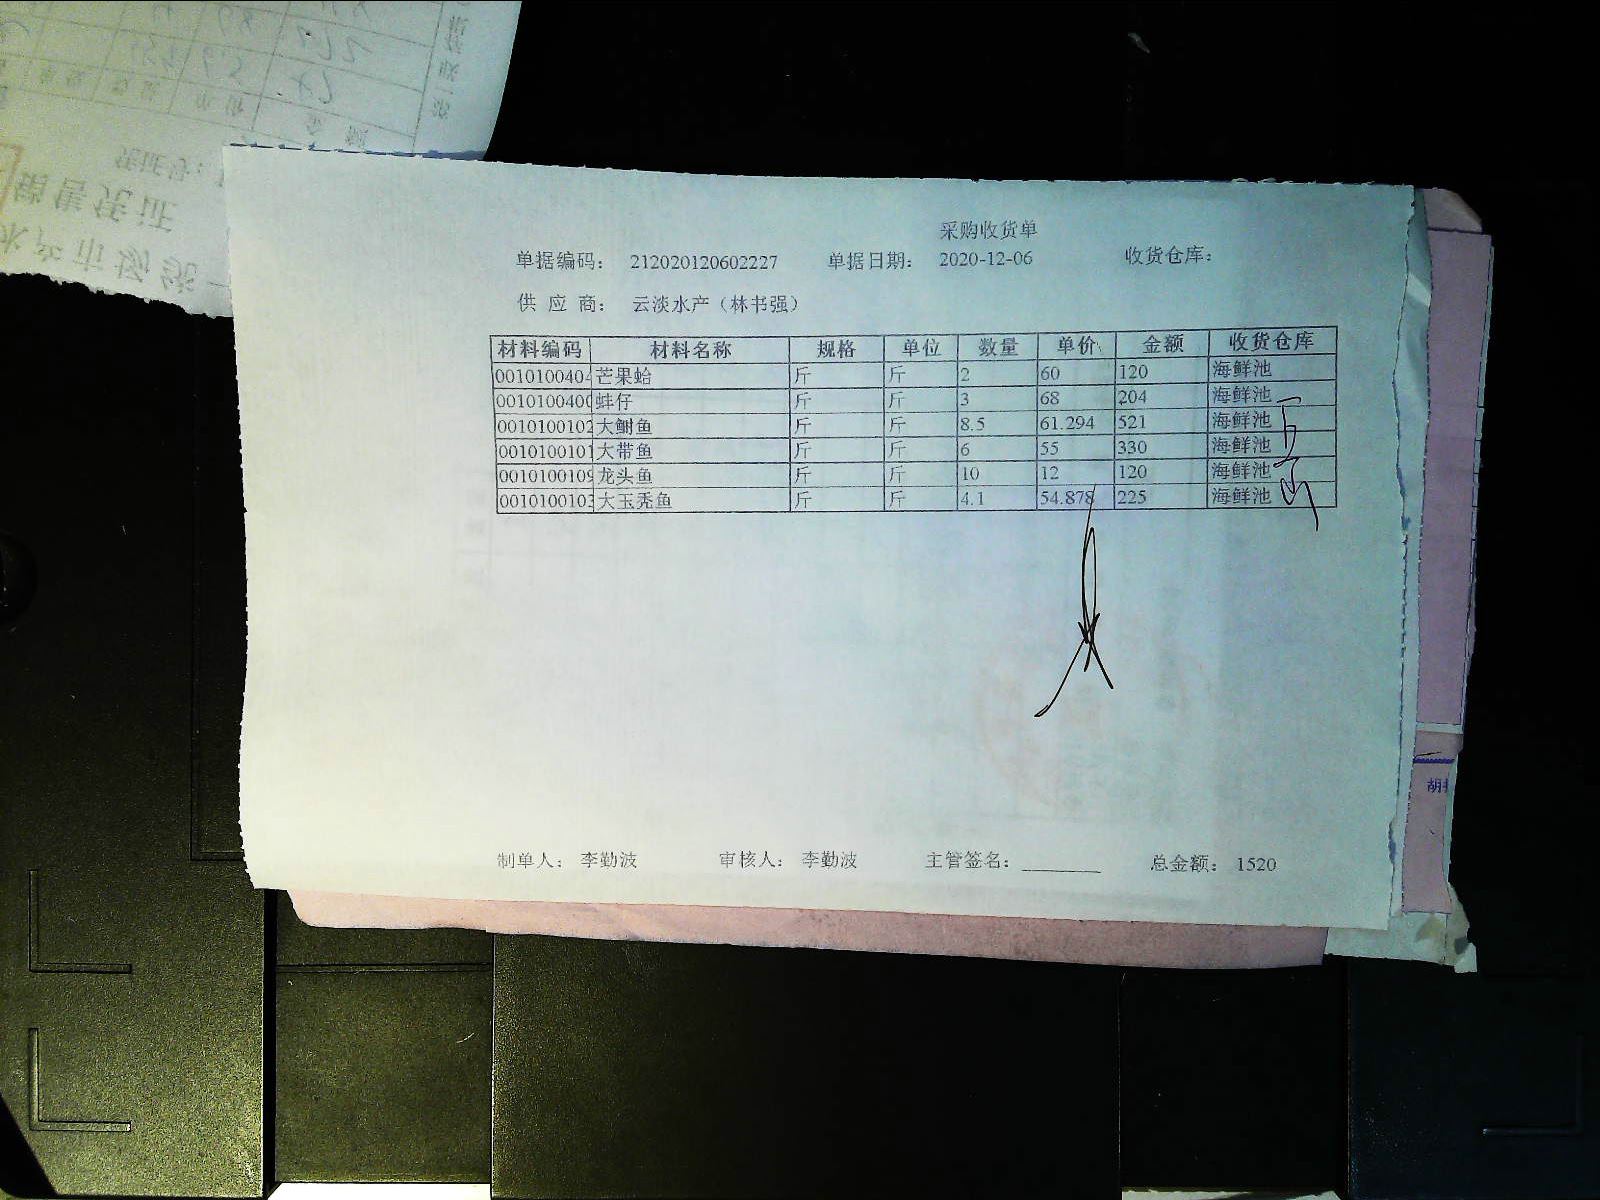 采购收货单
单据编码： 212020120602227 单据日期： 2020-12-06 收货仓库：
供 应 商： 云淡水产（林书强）
材料编码 材料名称 规格 单位 数量 单价 金额 收货仓库
0010100404 芒果蛤 斤 斤 2 60 120 海鲜池
0010100400 蚌仔 斤 斤 3 68 204 海鲜池
0010100102 大鮘鱼 斤 斤 8.5 61.294 521 海鲜池
0010100101 大带鱼 斤 斤 6 55 330 海鲜池
0010100109 龙头鱼 斤 斤 10 12 120 海鲜池
0010100103 大玉秃鱼 斤 斤 4.1 54.878 225 海鲜池
制单人： 李勤波 审核人： 李勤波 主管签名： 总金额： 1520